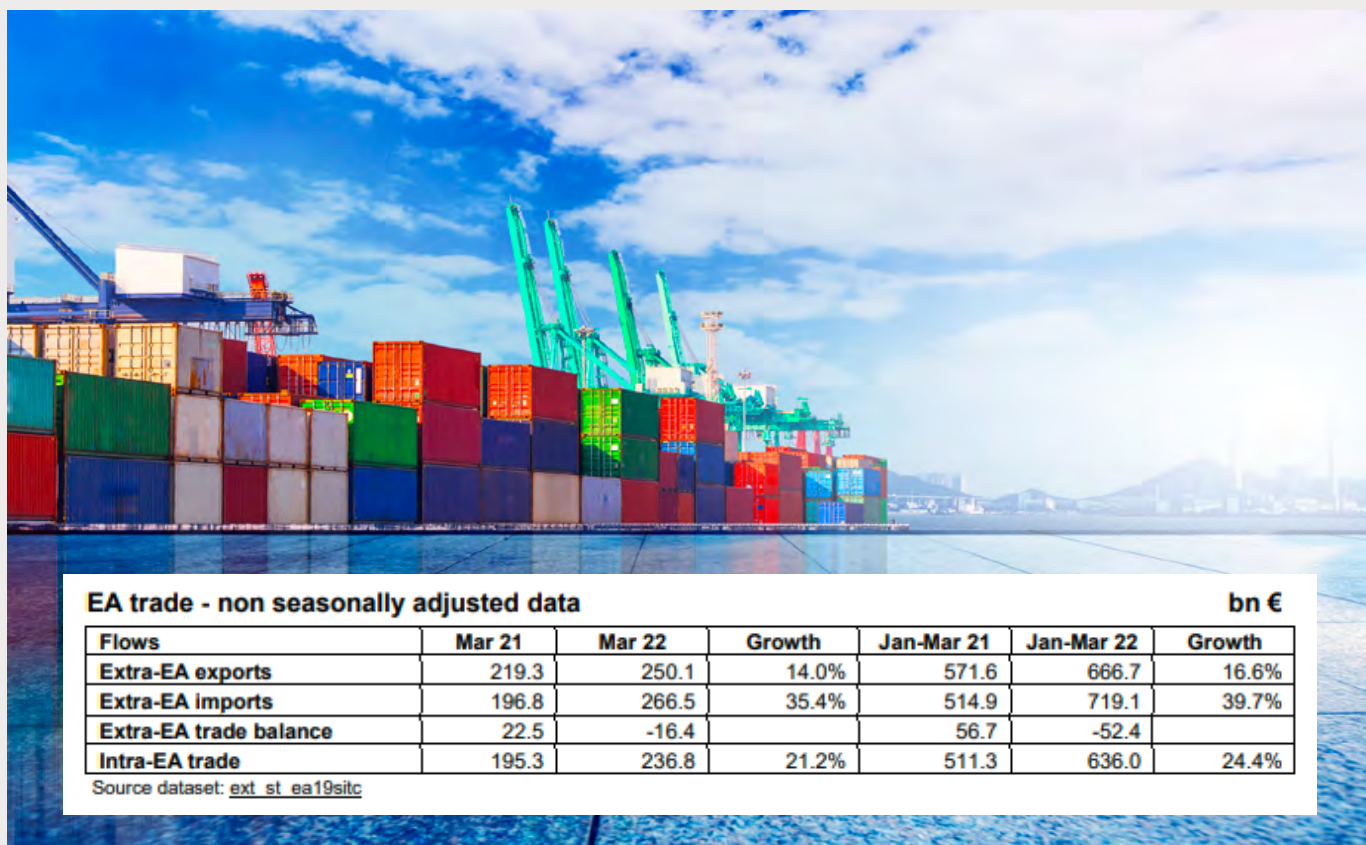 EA trade - non seasonally adjusted data bn €
Flows Mar 21 Mar 22 Growth Jan-Mar 21 Jan-Mar 22 Growth
Extra-EA exports 219.3 250.1 14.0% 571.6 666.7 16.6%
Extra-EA imports 196.8 266.5 35.4% 514.9 719.1 39.7%
Extra-EA trade balance 22.5 -16.4 56.7 -52.4
Intra-EA trade 195.3 236.8 21.2% 511.3 636.0 24.4%
Source dataset: ext_st_ea19sitc